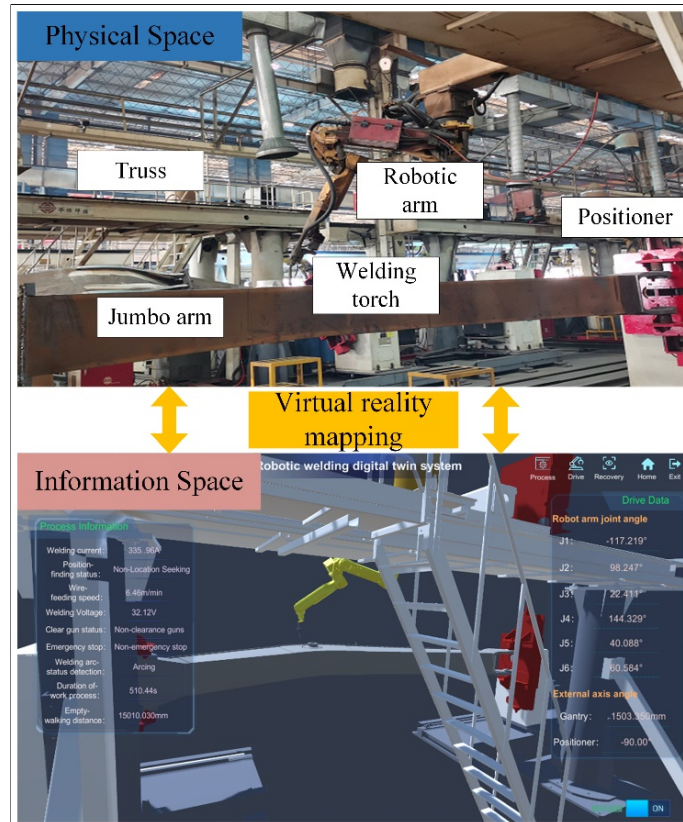 Physical Space
Truss
Robotic
arm
Positioner
Welding
torch
Jumbo arm
Virtual reality
mapping
Information Space
Robotic welding digital twin system
Process
Drive
Recovery
Home
Exit
Process Information
Welding current:
335 .96A
Position-
finding status:
Non-Location Seeking
Wire-
feeding speed:
6.46m/min
Welding Voltage:
32.12V
Clear gun status:
Non-clearance guns
Emergency stop:
Non-emergency stop
Welding arc-
status detection:
Arcing
Duration of-
work process:
510.44s
Empty-
walking distance:
15010.030mm
Drive Data
Robot arm joint angle
J1:
-117.219°
J2:
98.247°
J3:
22.411°
J4:
144.329°
J5:
40.088°
J6:
60.584°
External axis angle
Gantry:
.1503.350mm
Positioner:
-90.00°
ON